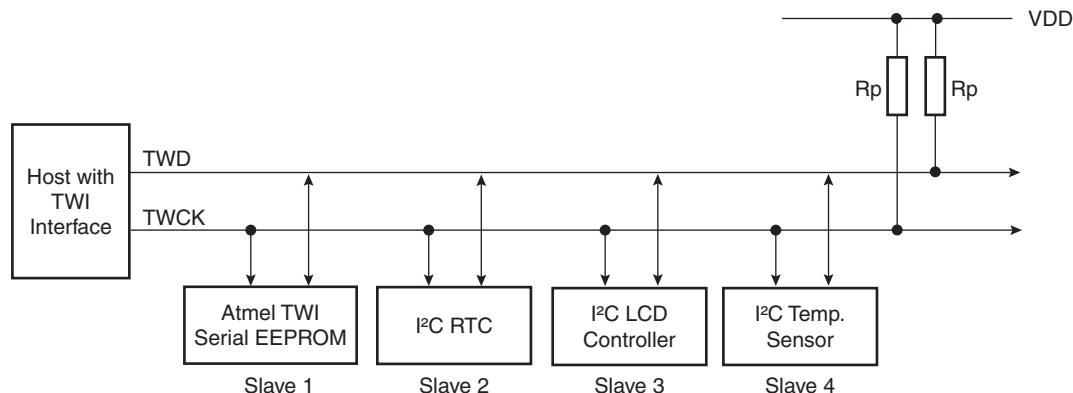 VDD
Rp
Rp
Host with
TWI
Interface
TWD
TWCK
Atmel TWI
Serial EEPROM
I²C RTC
I²C LCD
Controller
I²C Temp.
Sensor
Slave 1
Slave 2
Slave 3
Slave 4